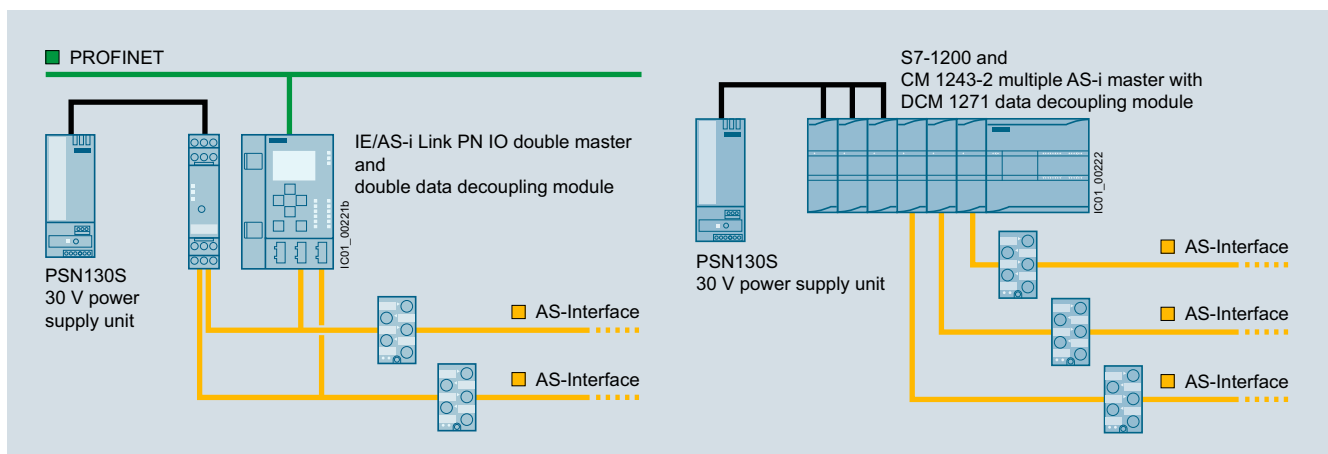 PROFINET
IE/AS-i Link PN IO double master
and
double data decoupling module
IC01_00221b
PSN130S
30 V power
supply unit
AS-Interface
AS-Interface
S7-1200 and
CM 1243-2 multiple AS-i master with
DCM 1271 data decoupling module
IC01_00222
PSN130S
30 V power supply unit
AS-Interface
AS-Interface
AS-Interface